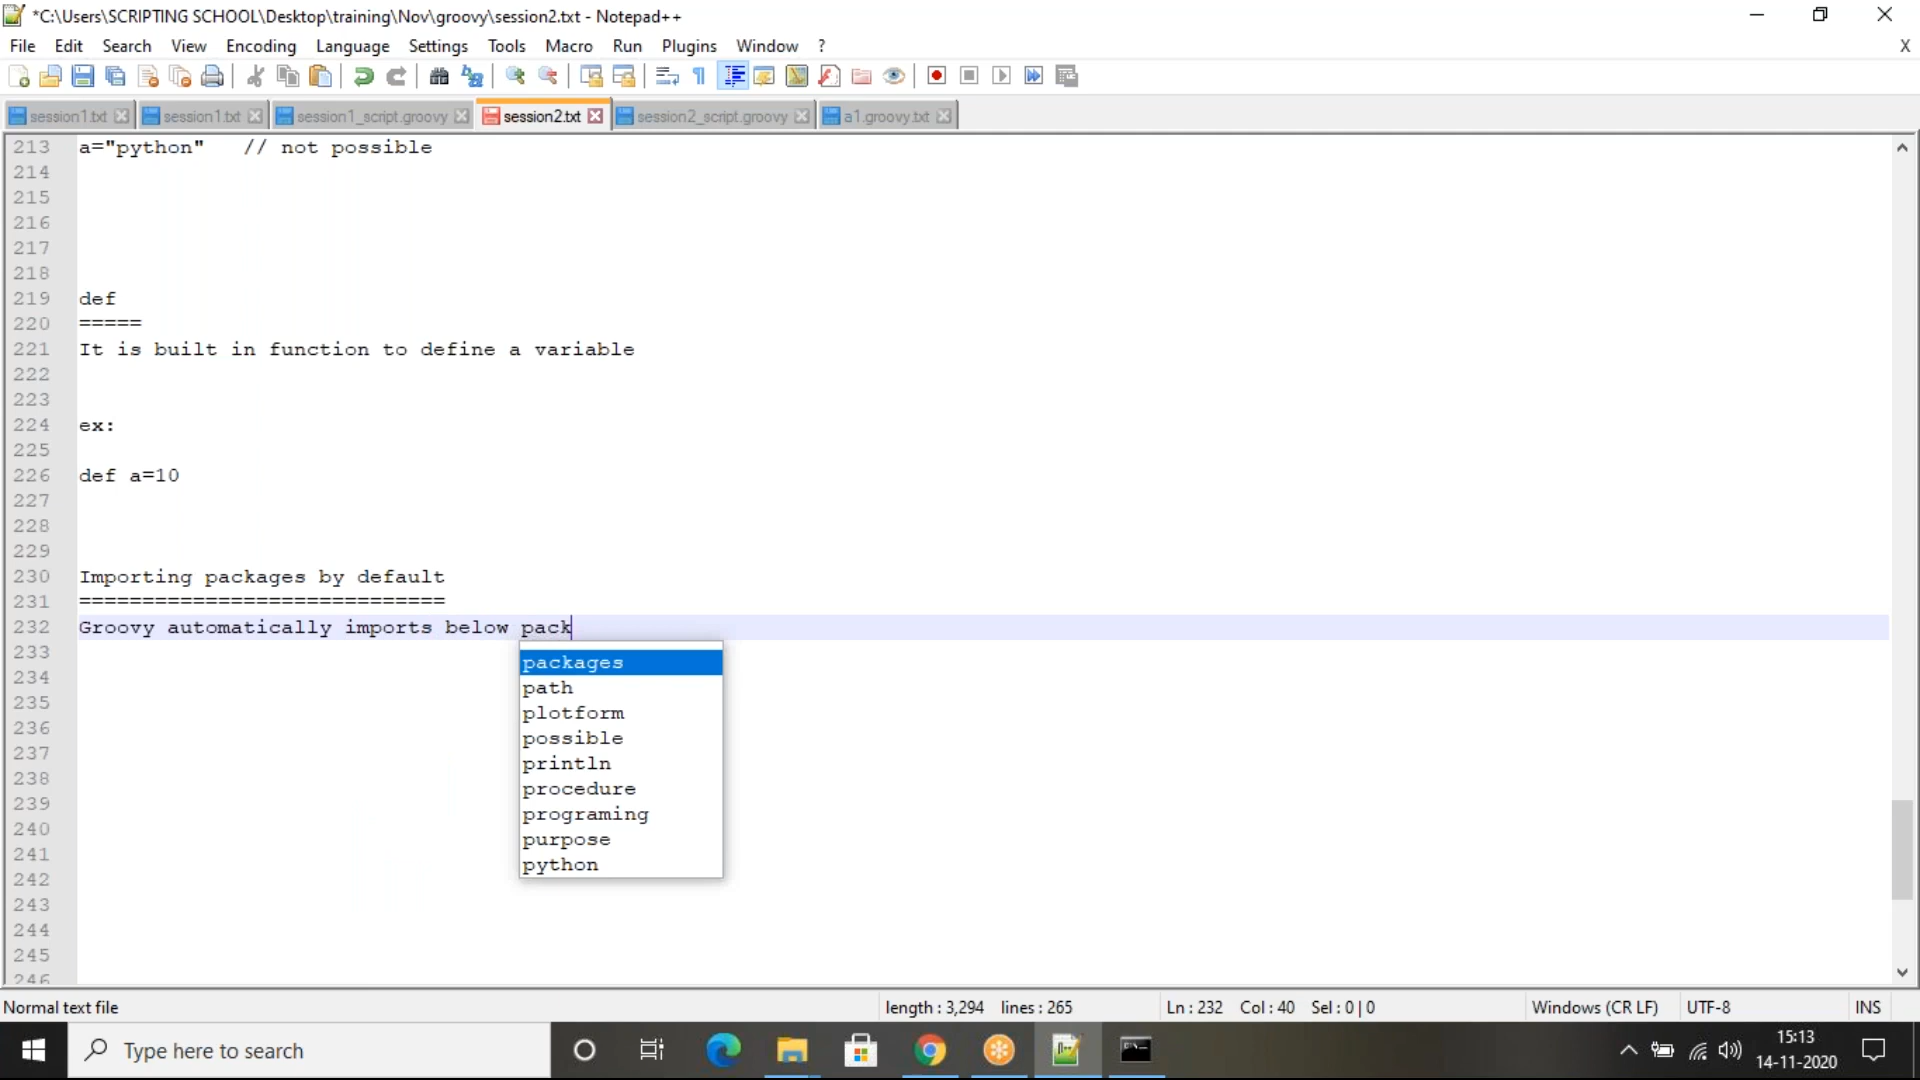 *C:\Users\SCRIPTING SCHOOL\Desktop\training\Nov\groovy\session2.txt - Notepad++
File Edit Search View Encoding Language Settings Tools Macro Run Plugins Window ? X
session1.txt session1.txt session1_script.groovy session2.txt session2_script.groovy a1.groovy.txt
213 a="python" // not possible
214
215
216
217
218
219 def
220 =====
221 It is built in function to define a variable
222
223
224 ex:
225
226 def a=10
227
228
229
230 Importing packages by default
231 =============================
232 Groovy automatically imports below pack
233
packages
234
path
235
plotform
236
possible
237
println
238
procedure
239
programing
240
purpose
241
python
242
243
244
245
246
Normal text file length : 3,294 lines : 265 Ln : 232 Col : 40 Sel : 0 | 0 Windows (CR LF) UTF-8 INS
Type here to search
15:13
14-11-2020